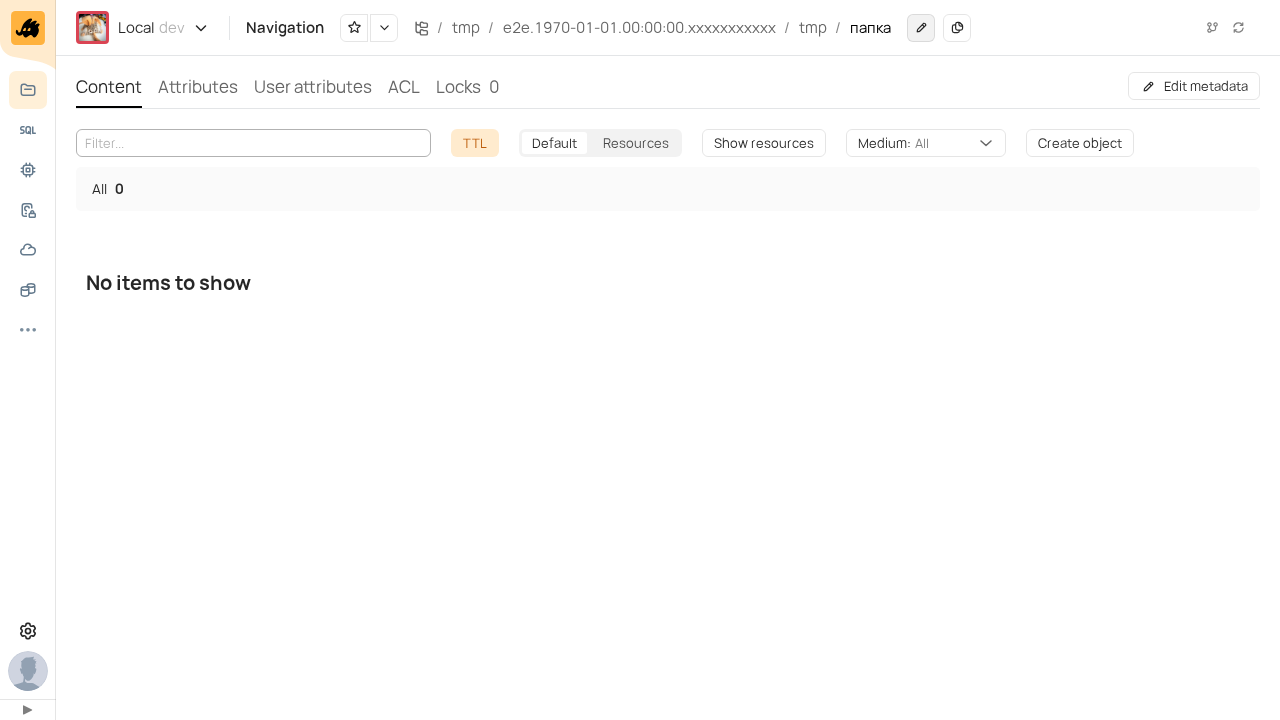 Local dev Navigation / tmp / e2e.1970-01-01.00:00:00.xxxxxxxxxxx / tmp / папка
Content Attributes User attributes ACL Locks 0 Edit metadata
SQL
Filter... TTL Default Resources Show resources Medium: All Create object
All 0
No items to show